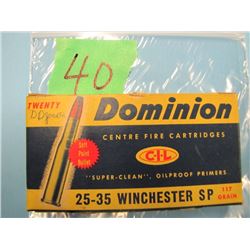 40
TWENTY
Dominion
Soft
Point
Bullet
CENTRE FIRE CARTRIDGES
C-I-L
"SUPER-CLEAN", OILPROOF PRIMERS
25-35 WINCHESTER SP 117
GRAIN